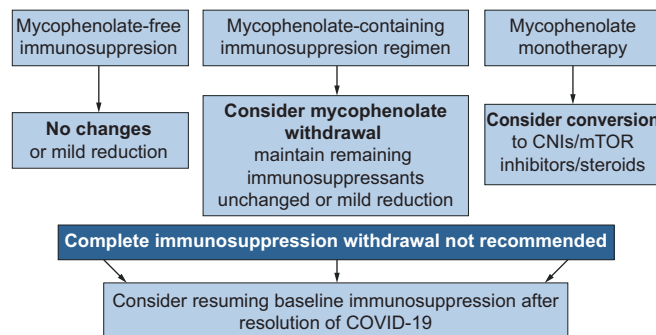 Mycophenolate-free
immunosuppresion
Mycophenolate-containing
immunosuppresion regimen
Mycophenolate
monotherapy
No changes
or mild reduction
Consider mycophenolate
withdrawal
maintain remaining
immunosuppressants
unchanged or mild reduction
Consider conversion
to CNIs/mTOR
inhibitors/steroids
Complete immunosuppression withdrawal not recommended
Consider resuming baseline immunosuppression after
resolution of COVID-19